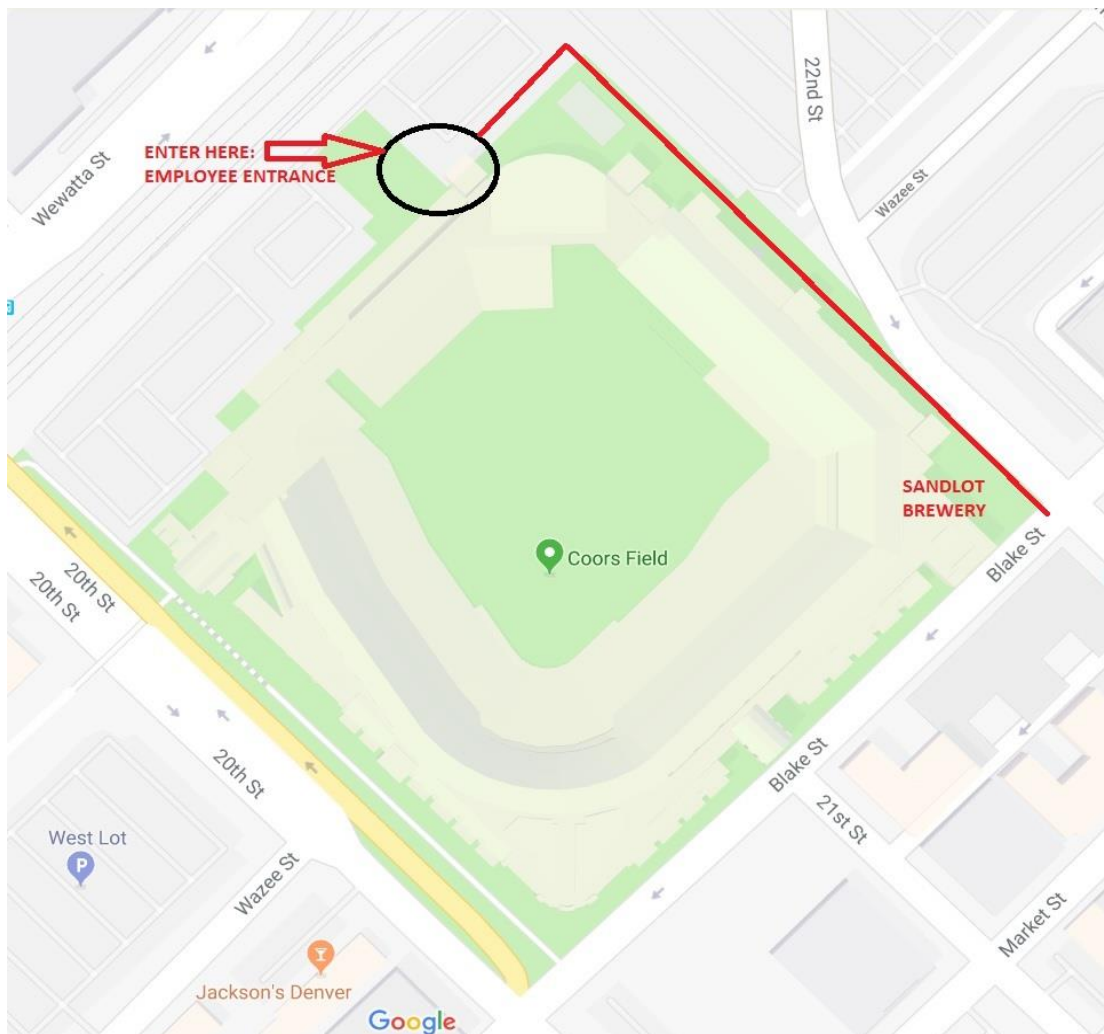 22nd St
Wewatta St
ENTER HERE:
EMPLOYEE ENTRANCE
Wazee St
SANDLOT
BREWERY
Coors Field
Blake St
20th St
20th St
20th St
Blake St
21st St
West Lot
P
Wazee St
Market St
Jackson's Denver
Google